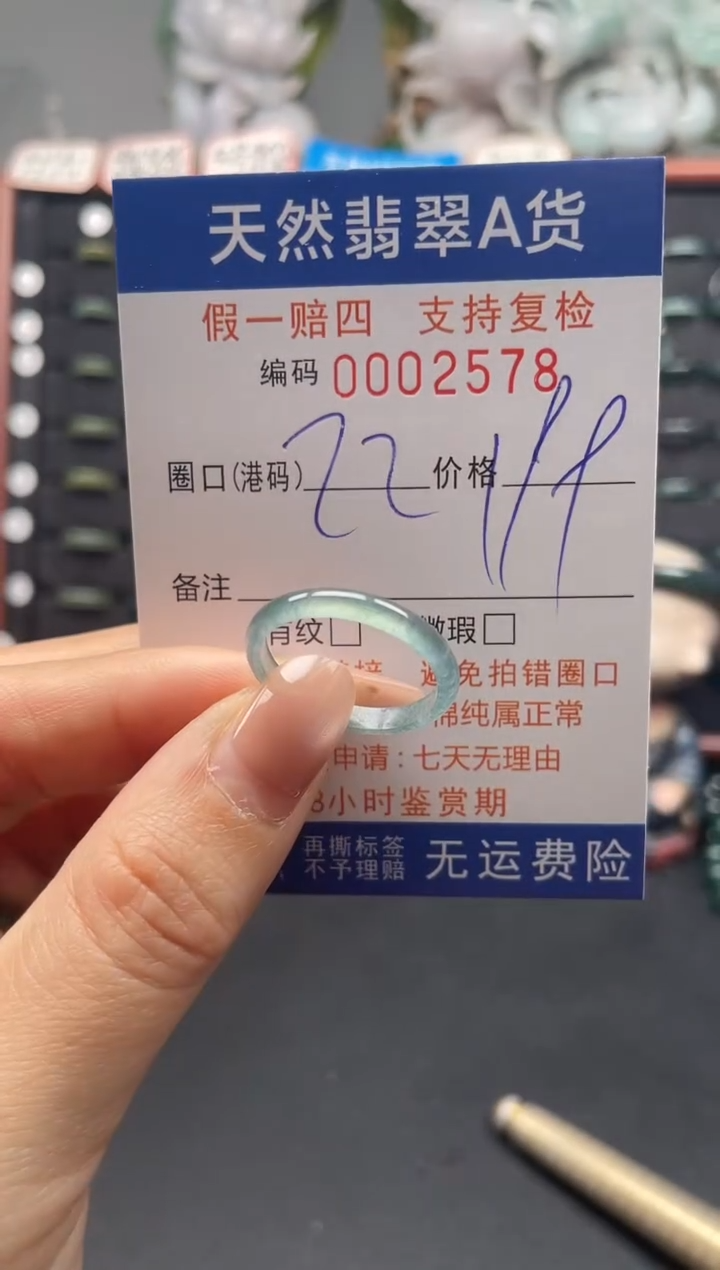 天然翡翠A货
假一赔四 支持复检
编码 0002578
圈口(港码) 22 价格 199
备注
有纹□ 微瑕□
避免拍错圈口
棉纯属正常
申请：七天无理由
8小时鉴赏期
再撕标签
不予理赔
无运费险